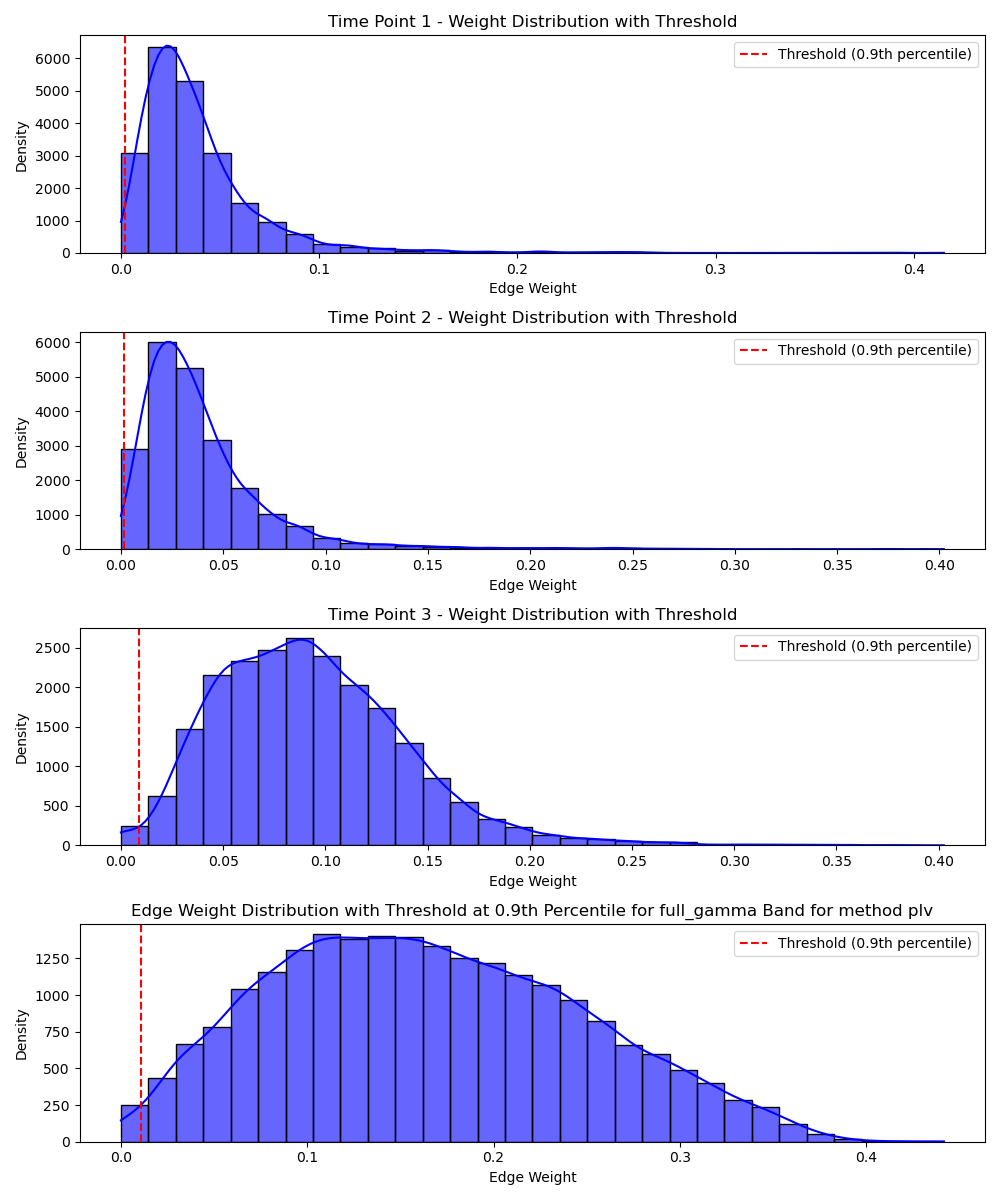 Time Point 1 - Weight Distribution with Threshold
Threshold (0.9th percentile)
Density
6000
5000
4000
3000
2000
1000
0
0.0 0.1 0.2 0.3 0.4
Edge Weight
Time Point 2 - Weight Distribution with Threshold
Threshold (0.9th percentile)
Density
6000
5000
4000
3000
2000
1000
0
0.00 0.05 0.10 0.15 0.20 0.25 0.30 0.35 0.40
Edge Weight
Time Point 3 - Weight Distribution with Threshold
Threshold (0.9th percentile)
Density
2500
2000
1500
1000
500
0
0.00 0.05 0.10 0.15 0.20 0.25 0.30 0.35 0.40
Edge Weight
Edge Weight Distribution with Threshold at 0.9th Percentile for full_gamma Band for method plv
Threshold (0.9th percentile)
Density
1250
1000
750
500
250
0
0.0 0.1 0.2 0.3 0.4
Edge Weight